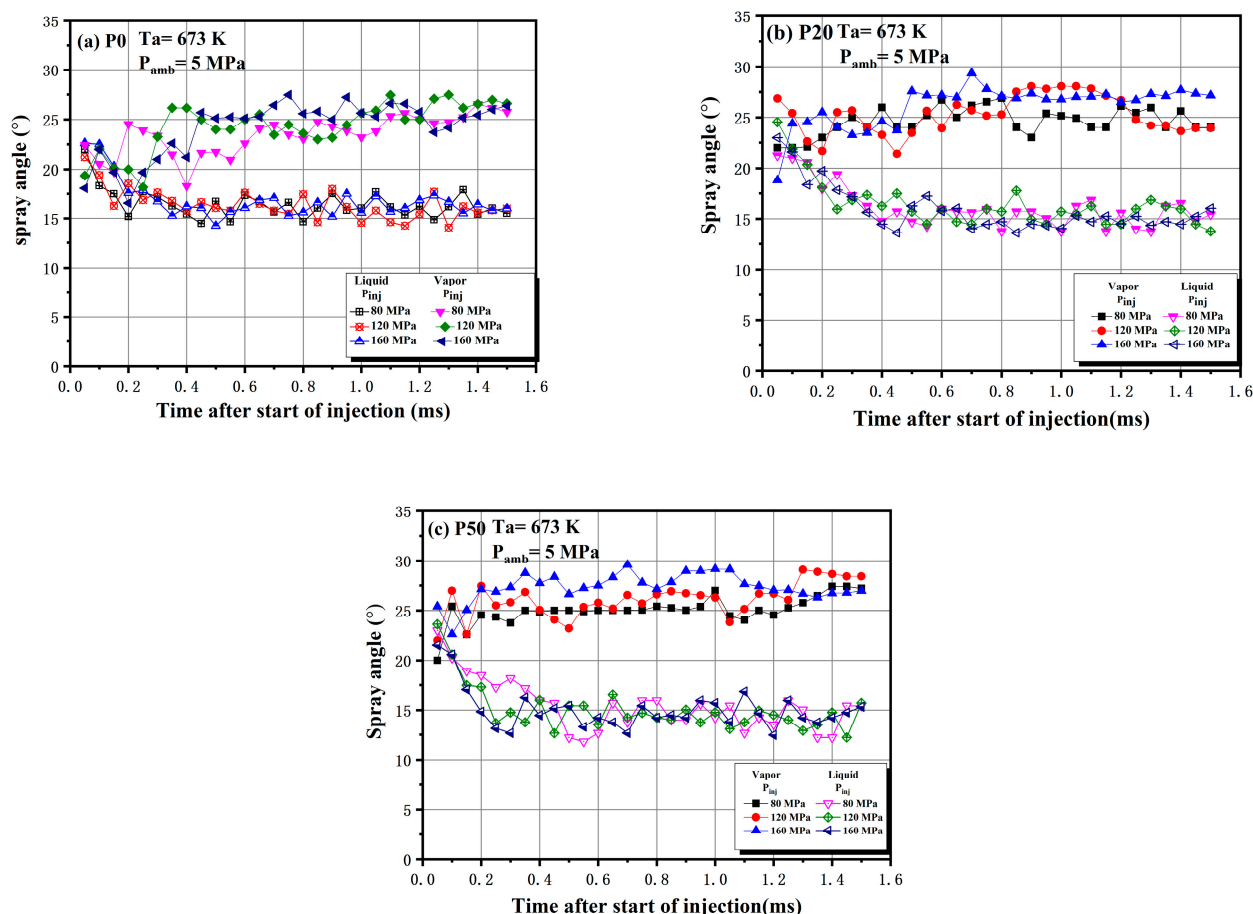 (a) P0 Ta= 673 K
Pamb= 5 MPa
35
30
25
20
15
10
5
0
spray angle (°)
Liquid Vapor
Pinj Pinj
80 MPa 80 MPa
120 MPa 120 MPa
160 MPa 160 MPa
0.0 0.2 0.4 0.6 0.8 1.0 1.2 1.4 1.6
Time after start of injection (ms)
(b) P20 Ta= 673 K
Pamb= 5 MPa
35
30
25
20
15
10
5
0
Spray angle (°)
Vapor Liquid
Pinj Pinj
80 MPa 80 MPa
120 MPa 120 MPa
160 MPa 160 MPa
0.0 0.2 0.4 0.6 0.8 1.0 1.2 1.4 1.6
Time after start of injection(ms)
(c) P50 Ta= 673 K
Pamb= 5 MPa
35
30
25
20
15
10
5
0
Spray angle (°)
Vapor Liquid
Pinj Pinj
80 MPa 80 MPa
120 MPa 120 MPa
160 MPa 160 MPa
0.0 0.2 0.4 0.6 0.8 1.0 1.2 1.4 1.6
Time after start of injection(ms)